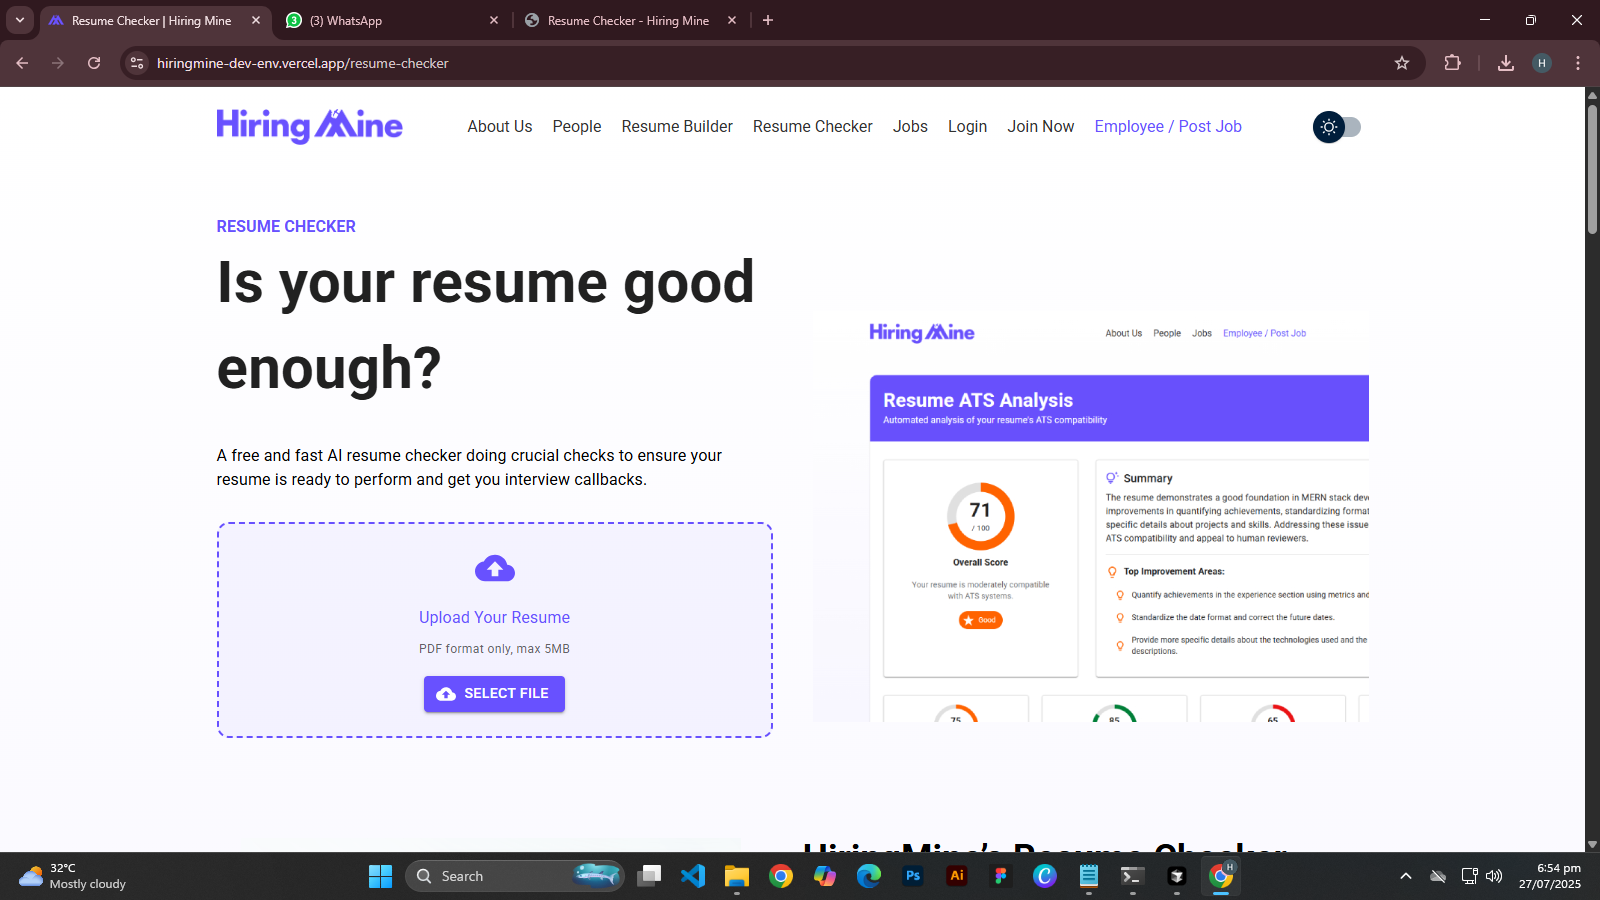 Resume Checker | Hiring Mine
(3) WhatsApp
Resume Checker - Hiring Mine
hiringmine-dev-env.vercel.app/resume-checker
H
Hiring Mine
About Us
People
Resume Builder
Resume Checker
Jobs
Login
Join Now
Employee / Post Job
RESUME CHECKER
Is your resume good
enough?
A free and fast AI resume checker doing crucial checks to ensure your
resume is ready to perform and get you interview callbacks.
Upload Your Resume
PDF format only, max 5MB
SELECT FILE
Hiring Mine
About Us
People
Jobs
Employee / Post Job
Resume ATS Analysis
Automated analysis of your resume's ATS compatibility
71
/ 100
Overall Score
Your resume is moderately compatible
with ATS systems.
Good
Summary
The resume demonstrates a good foundation in MERN stack deve
improvements in quantifying achievements, standardizing format
specific details about projects and skills. Addressing these issue
ATS compatibility and appeal to human reviewers.
Top Improvement Areas:
Quantify achievements in the experience section using metrics and
Standardize the date format and correct the future dates.
Provide more specific details about the technologies used and the
descriptions.
75
85
65
HiringMine's Resume Checker
32°C
Mostly cloudy
Search
Ps
Ai
H
6:54 pm
27/07/2025